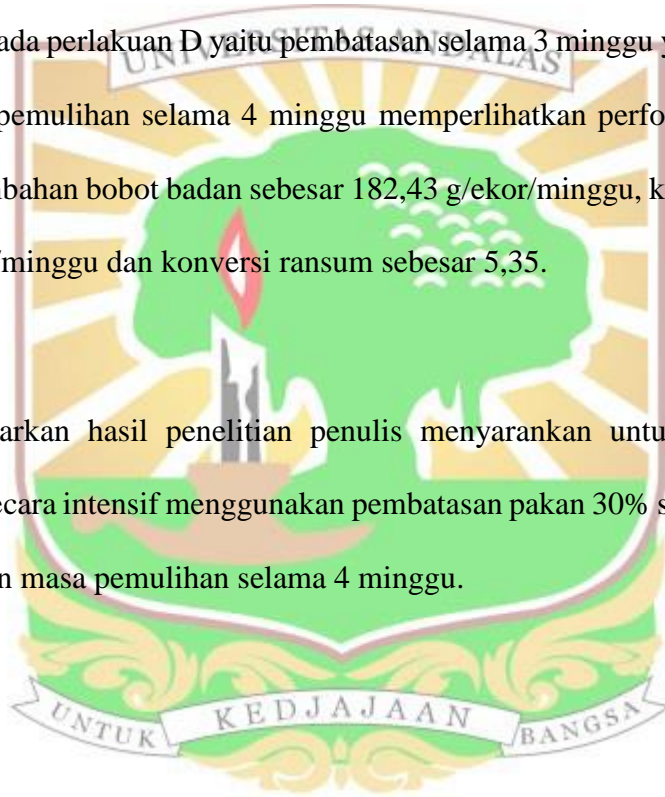 ada perlakuan D yaitu pembatasan selama 3 minggu y
UNIVERSITAS ANDALAS
pemulihan selama 4 minggu memperlihatkan perfo
bahan bobot badan sebesar 182,43 g/ekor/minggu, k
/minggu dan konversi ransum sebesar 5,35.
arkan hasil penelitian penulis menyarankan untu
ecara intensif menggunakan pembatasan pakan 30% s
n masa pemulihan selama 4 minggu.
UNTUK KEDJAJAAN BANGSA